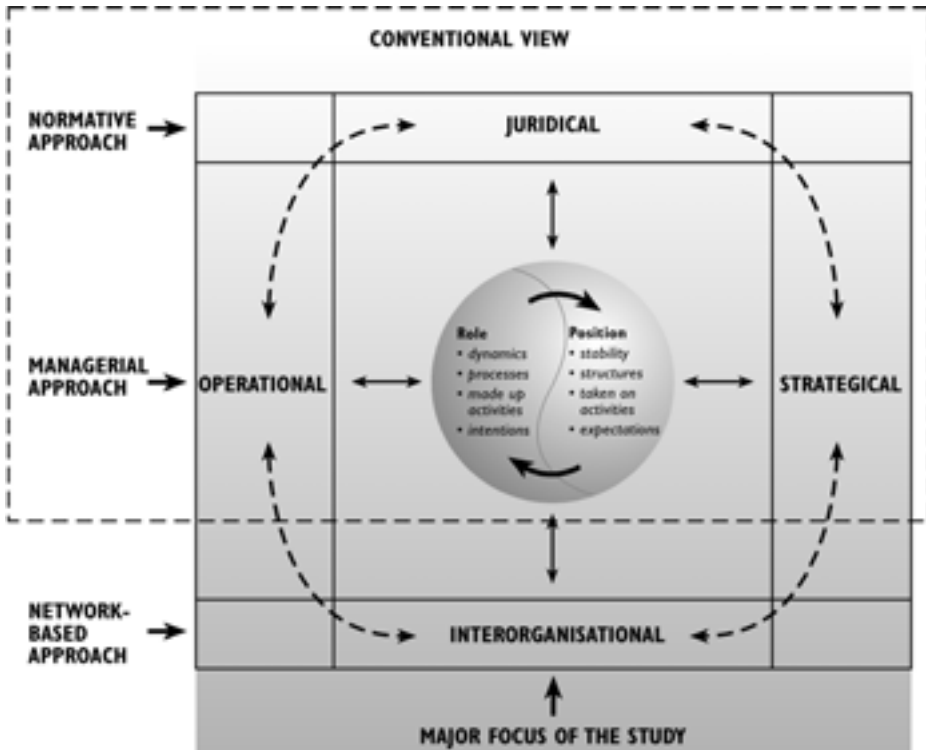 CONVENTIONAL VIEW
NORMATIVE
APPROACH
JURIDICAL
Role
• dynamics
• processes
• made up
activities
• intentions
Position
• stability
• structures
• taken on
activities
• expectations
MANAGERIAL
APPROACH
OPERATIONAL
STRATEGICAL
NETWORK-
BASED
APPROACH
INTERORGANISATIONAL
MAJOR FOCUS OF THE STUDY